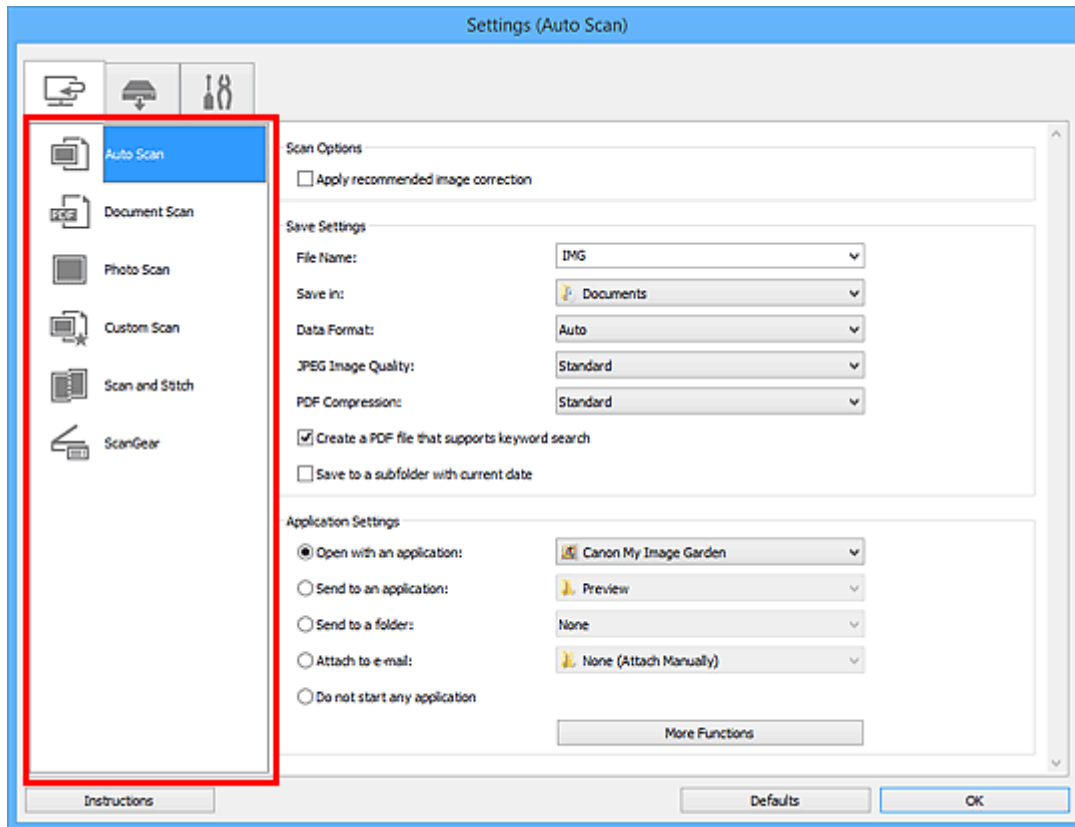 Settings (Auto Scan)
Auto Scan
PDF
Document Scan
Photo Scan
Custom Scan
Scan and Stitch
ScanGear
Scan Options
Apply recommended image correction
Save Settings
File Name: IMG
Save in: Documents
Data Format: Auto
JPEG Image Quality: Standard
PDF Compression: Standard
Create a PDF file that supports keyword search
Save to a subfolder with current date
Application Settings
Open with an application: Canon My Image Garden
Send to an application: Preview
Send to a folder: None
Attach to e-mail: None (Attach Manually)
Do not start any application
More Functions
Instructions Defaults OK